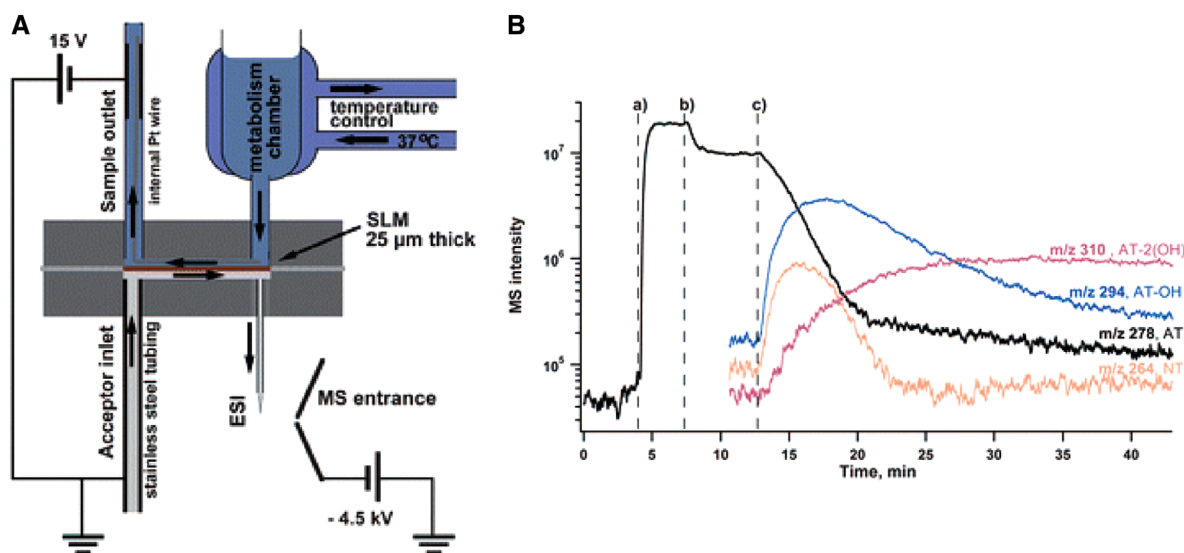 A
15 V
Sample outlet
internal Pt wire
metabolism
chamber
temperature
control
37 ºC
SLM
25 µm thick
Acceptor inlet
stainless steel tubing
ESI
MS entrance
- 4.5 kV
B
a)
b)
c)
MS intensity
10⁷
10⁶
10⁵
m/z 310 , AT-2(OH)
m/z 294, AT-OH
m/z 278, AT
m/z 264, NT
0 5 10 15 20 25 30 35 40
Time, min